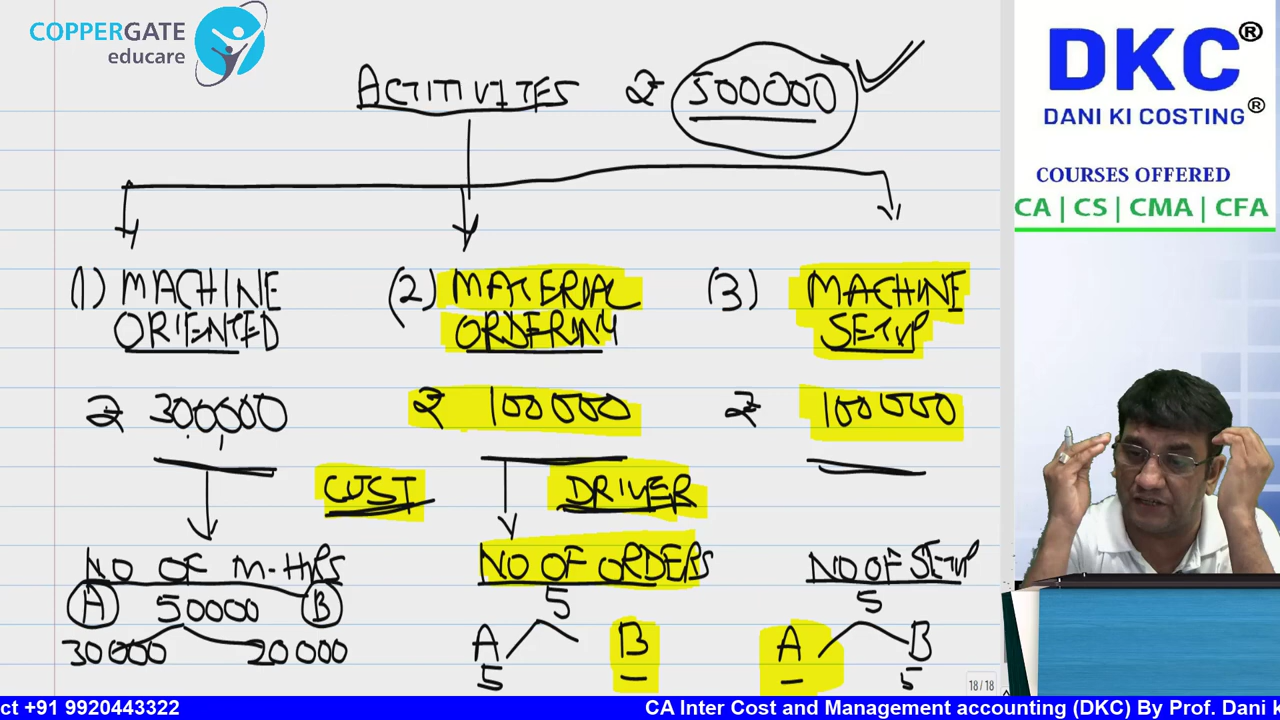 COPPERGATE
educare
ACTITIVITES ₹ 500000
(1) MACHINE ORIENTED
(2) MATERIAL ORDERING
(3) MACHINE SETUP
₹ 300000
₹ 100000
₹ 100000
COST DRIVER
NO OF M-HRS
NO OF ORDERS
NO OF SETUP
A 50000 B
30000 20000
5
A B
5 –
5
A B
– 5
18/18
DKC®
DANI KI COSTING®
COURSES OFFERED
CA | CS | CMA | CFA
ct +91 9920443322
CA Inter Cost and Management accounting (DKC) By Prof. Dani K